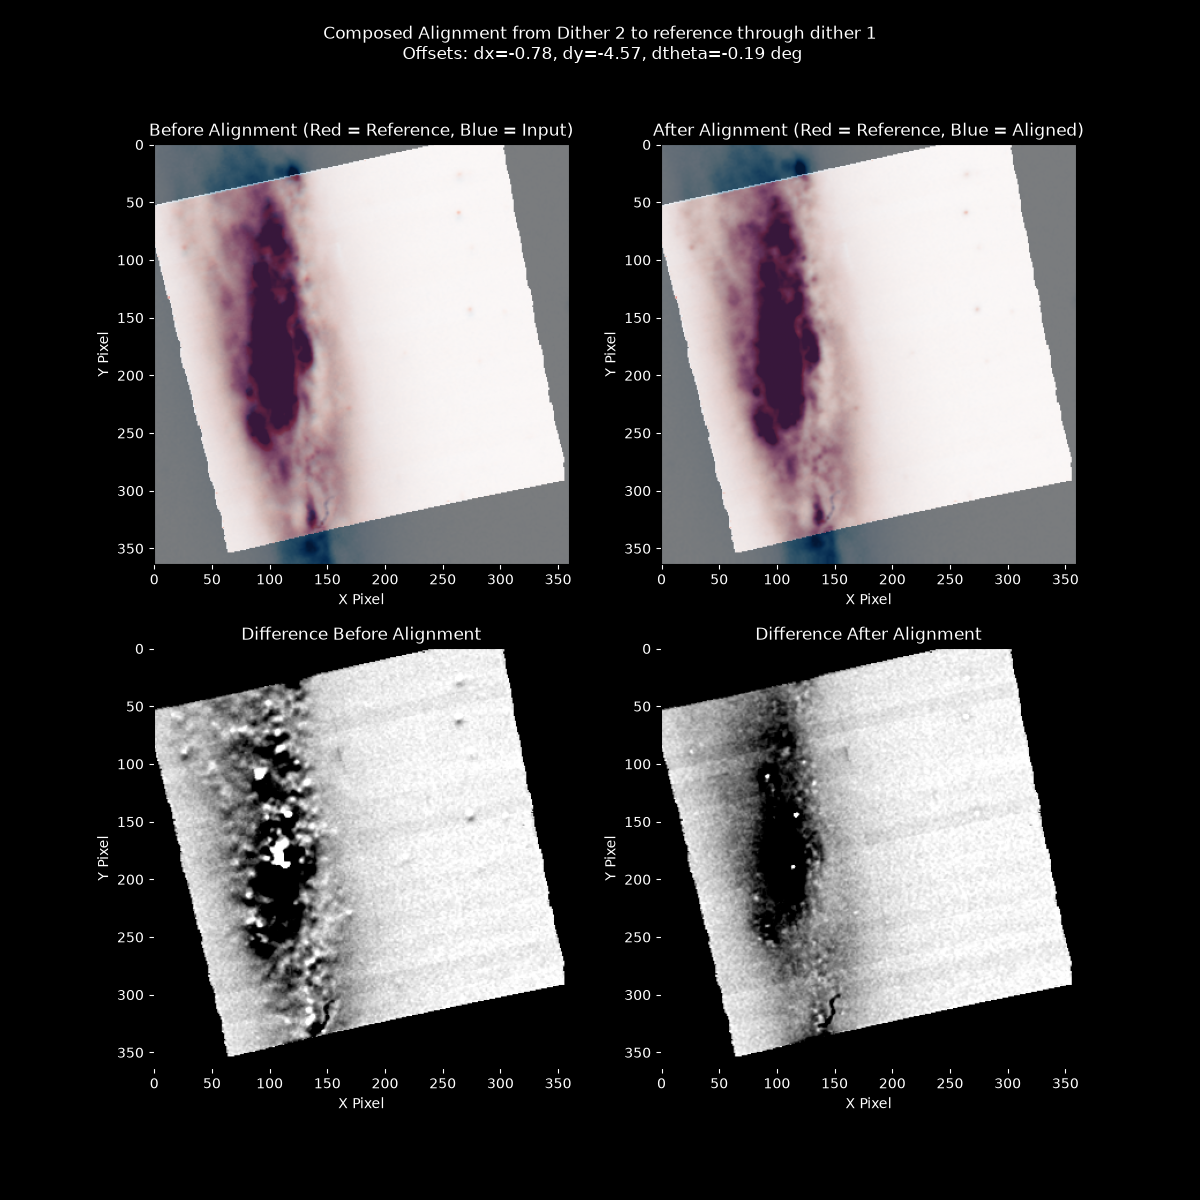 Composed Alignment from Dither 2 to reference through dither 1
Offsets: dx=-0.78, dy=-4.57, dtheta=-0.19 deg
Before Alignment (Red = Reference, Blue = Input)
0
50
100
150
200
250
300
350
Y Pixel
0 50 100 150 200 250 300 350
X Pixel
After Alignment (Red = Reference, Blue = Aligned)
0
50
100
150
200
250
300
350
Y Pixel
0 50 100 150 200 250 300 350
X Pixel
Difference Before Alignment
0
50
100
150
200
250
300
350
Y Pixel
0 50 100 150 200 250 300 350
X Pixel
Difference After Alignment
0
50
100
150
200
250
300
350
Y Pixel
0 50 100 150 200 250 300 350
X Pixel